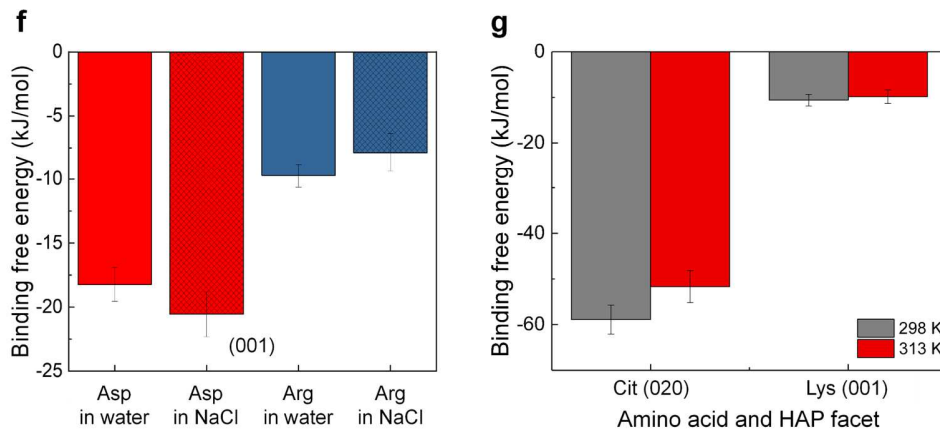 f
Binding free energy (kJ/mol)
0
-5
-10
-15
-20
-25
(001)
Asp
in water
Asp
in NaCl
Arg
in water
Arg
in NaCl
g
Binding free energy (kJ/mol)
0
-20
-40
-60
298 K
313 K
Cit (020)
Lys (001)
Amino acid and HAP facet